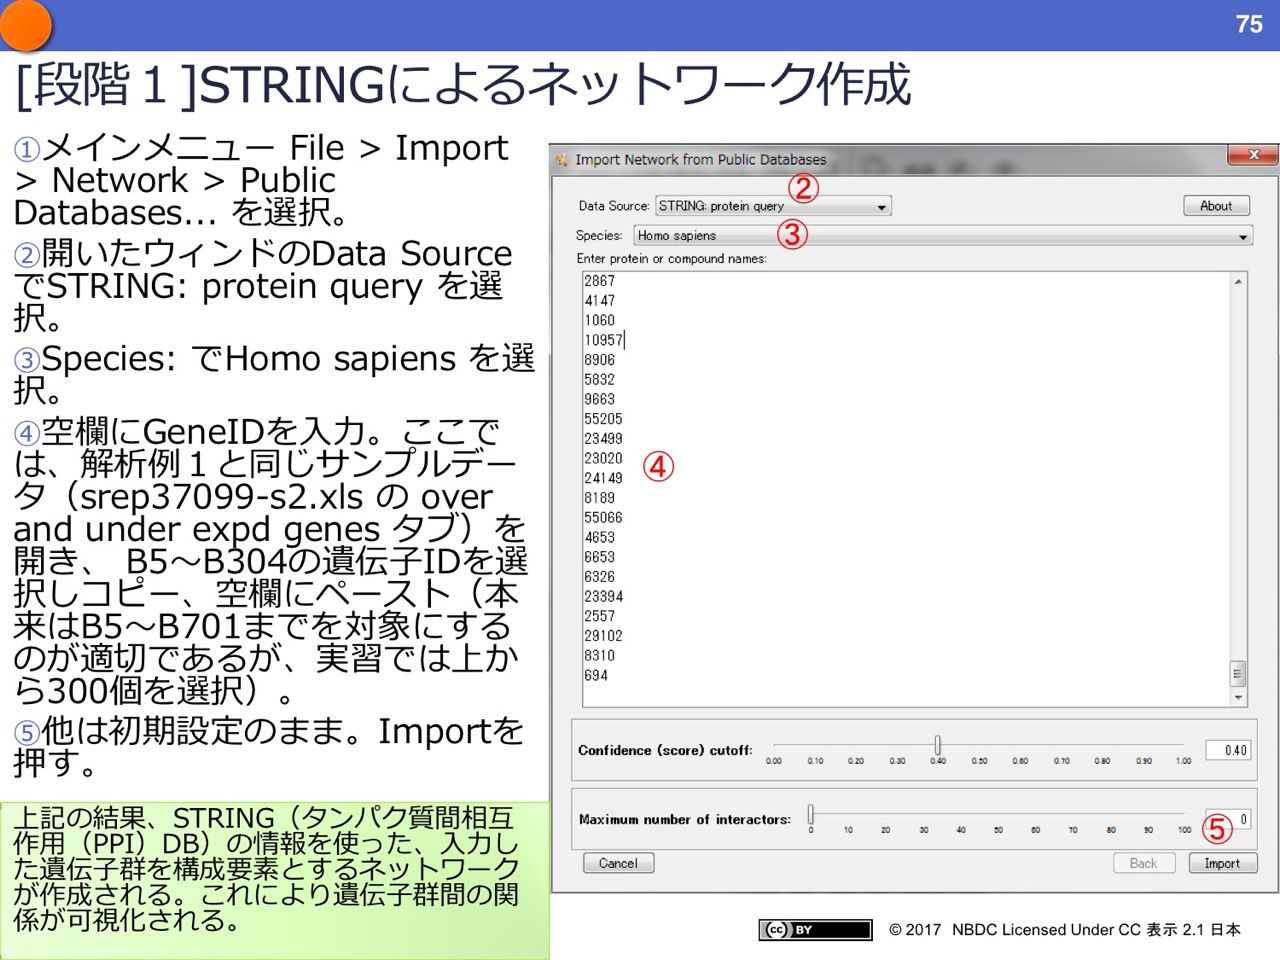 75
[段階１]STRINGによるネットワーク作成
①メインメニュー File > Import
> Network > Public
Databases... を選択。
②開いたウィンドのData Source
でSTRING: protein query を選
択。
③Species: でHomo sapiens を選
択。
④空欄にGeneIDを入力。ここで
は、解析例１と同じサンプルデー
タ（srep37099-s2.xls の over
and under expd genes タブ）を
開き、 B5～B304の遺伝子IDを選
択しコピー、空欄にペースト（本
来はB5～B701までを対象にする
のが適切であるが、実習では上か
ら300個を選択）。
⑤他は初期設定のまま。Importを
押す。
上記の結果、STRING（タンパク質間相互
作用（PPI）DB）の情報を使った、入力し
た遺伝子群を構成要素とするネットワーク
が作成される。これにより遺伝子群間の関
係が可視化される。
Import Network from Public Databases
②
Data Source: STRING: protein query About
Species: Homo sapiens ③
Enter protein or compound names:
2867
4147
1060
10957
8906
5832
9663
55205
23499
23020
④
24149
8189
55066
4653
6653
6326
23394
2557
29102
8310
694
Confidence (score) cutoff: 0.40
0.00 0.10 0.20 0.30 0.40 0.50 0.60 0.70 0.80 0.90 1.00
Maximum number of interactors: 0
0 10 20 30 40 50 60 70 80 90 100
⑤
Cancel Back Import
cc BY © 2017 NBDC Licensed Under CC 表示 2.1 日本